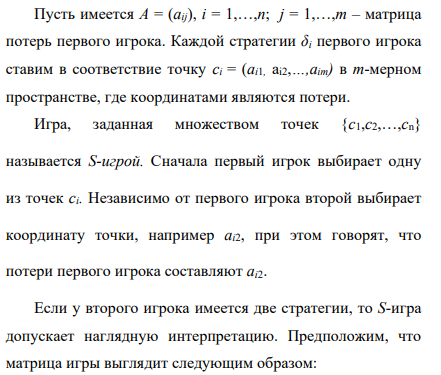 Пусть имеется A = (aij), i = 1,…,n; j = 1,…,m – матрица
потерь первого игрока. Каждой стратегии δi первого игрока
ставим в соответствие точку ci = (ai1, ai2,…,aim) в m-мерном
пространстве, где координатами являются потери.
Игра, заданная множеством точек {c1,c2,…,cn}
называется S-игрой. Сначала первый игрок выбирает одну
из точек ci. Независимо от первого игрока второй выбирает
координату точки, например ai2, при этом говорят, что
потери первого игрока составляют ai2.
Если у второго игрока имеется две стратегии, то S-игра
допускает наглядную интерпретацию. Предположим, что
матрица игры выглядит следующим образом: